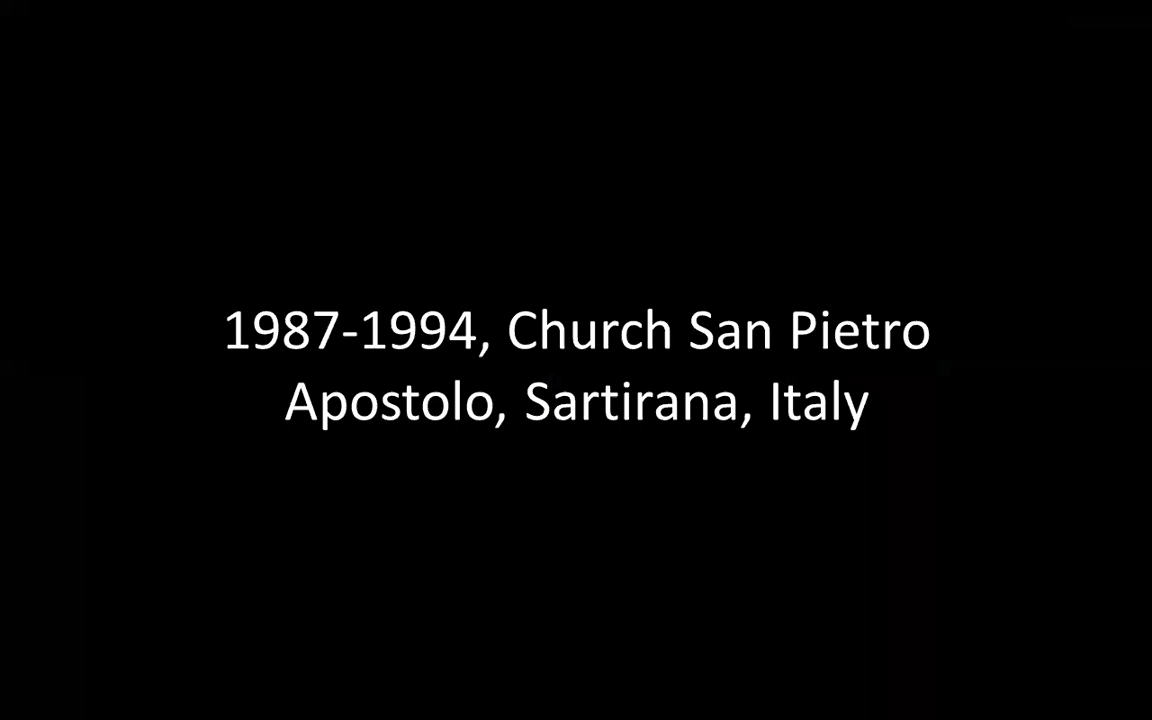 1987-1994, Church San Pietro
Apostolo, Sartirana, Italy